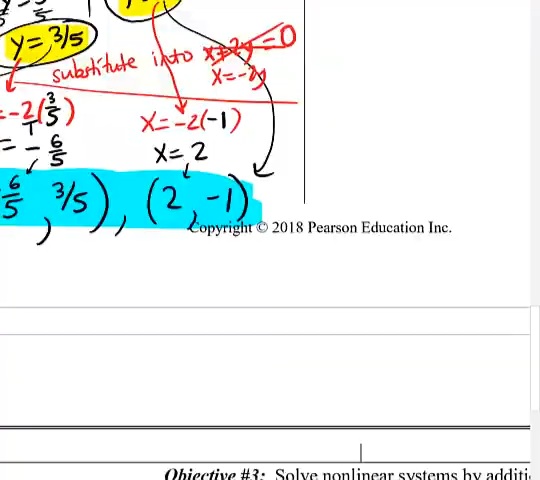 y = 3/5
substitute into x+2y=0
x=-2y
=-2(3/5) x=-2(-1)
= -6/5 x= 2
6/5 , 3/5), (2, -1)
Copyright © 2018 Pearson Education Inc.
Objective #3: Solve nonlinear systems by additi